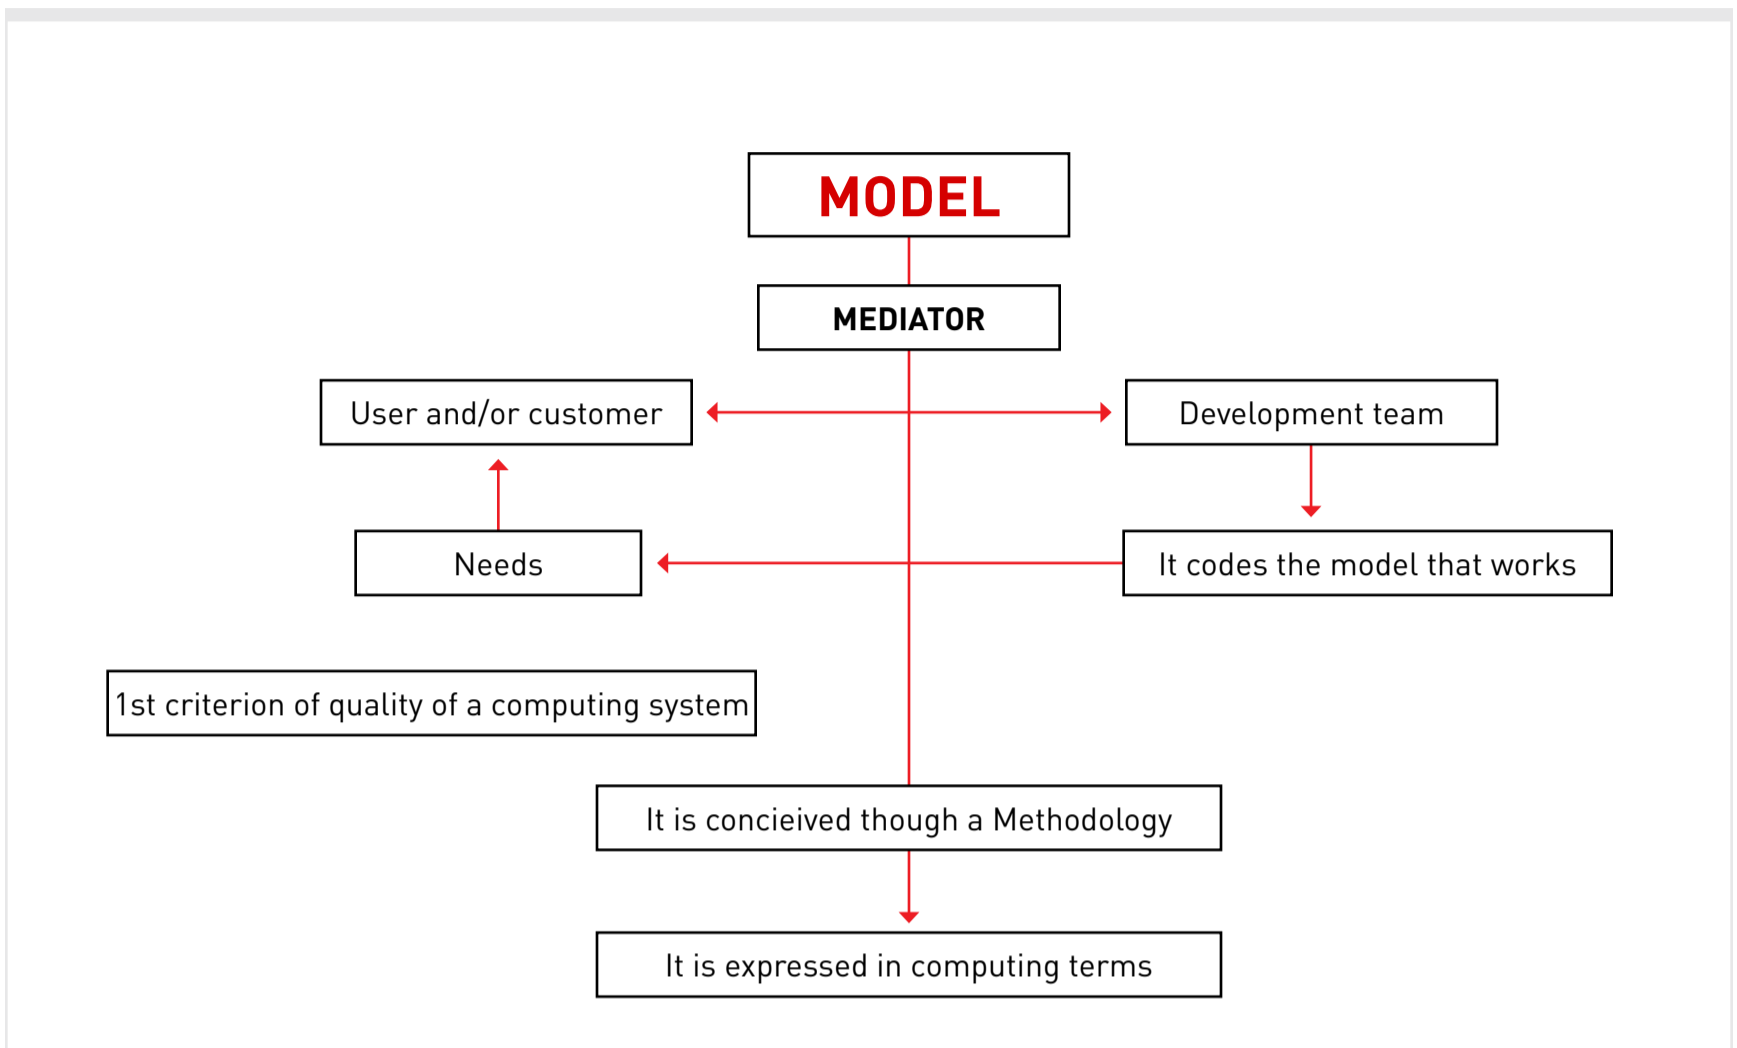 MODEL
MEDIATOR
User and/or customer
Development team
Needs
It codes the model that works
1st criterion of quality of a computing system
It is concieived though a Methodology
It is expressed in computing terms